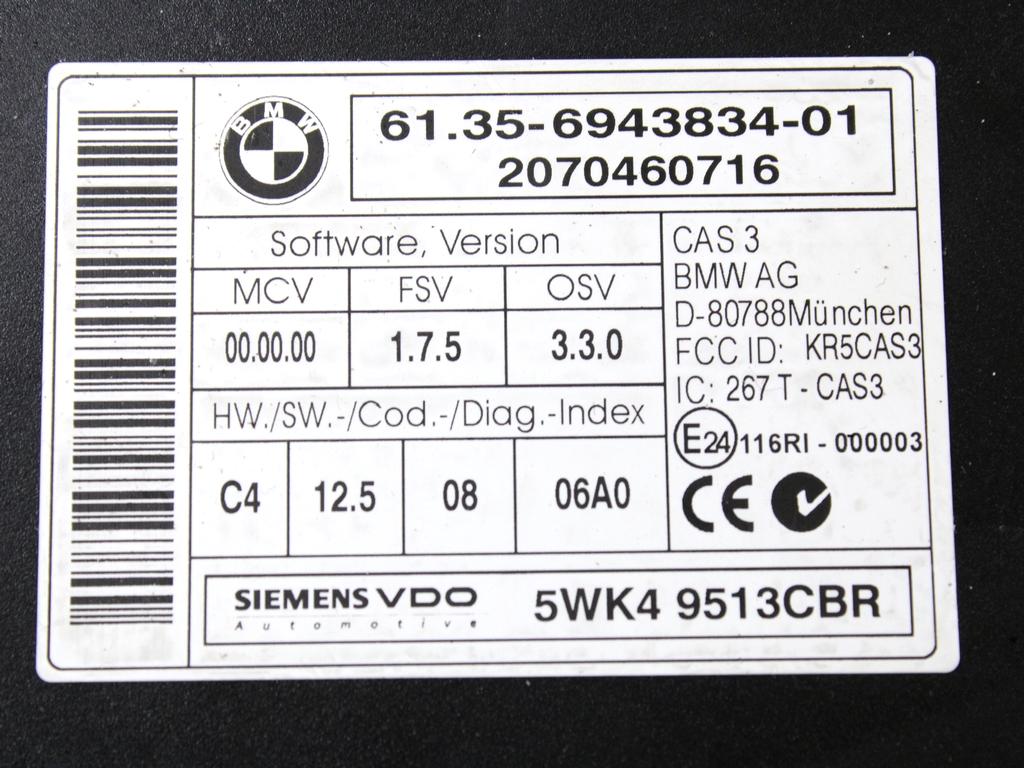 BMW
61.35-6943834-01
2070460716
Software, Version
MCV FSV OSV
00.00.00 1.7.5 3.3.0
HW./SW.-/Cod.-/Diag.-Index
C4 12.5 08 06A0
CAS 3
BMW AG
D-80788München
FCC ID: KR5CAS3
IC: 267 T - CAS3
E24 116RI - 000003
CE
SIEMENS VDO
Automotive
5WK4 9513CBR